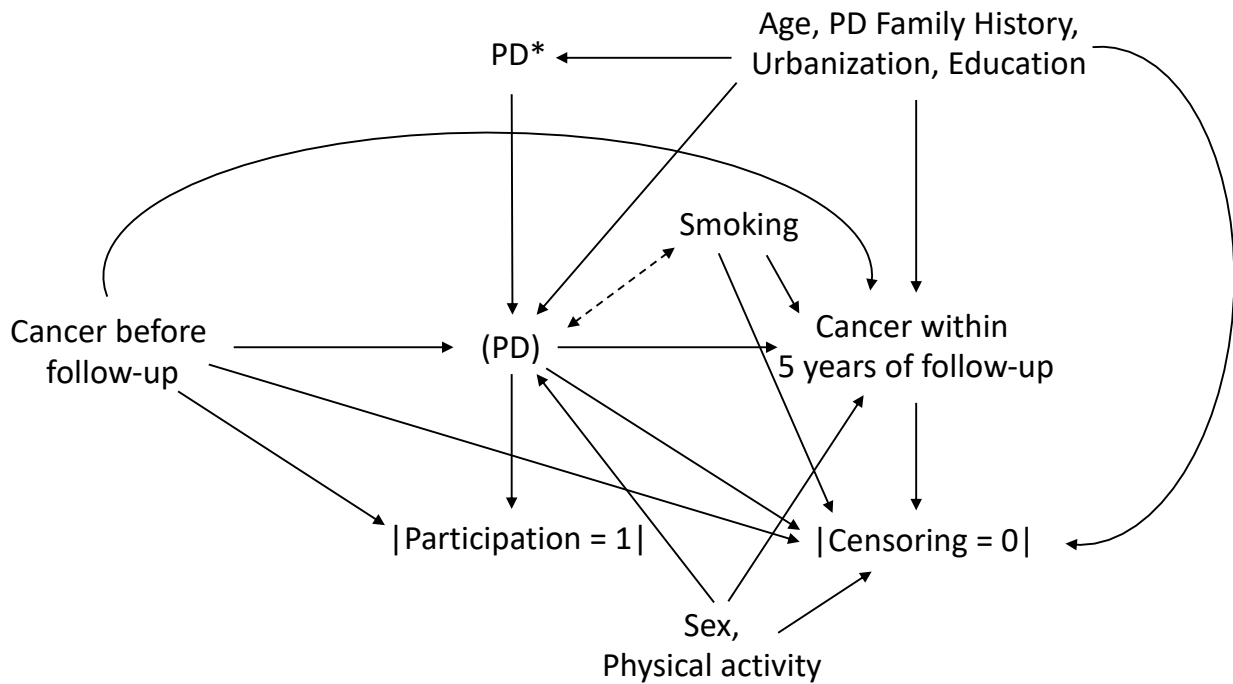 Age, PD Family History,
Urbanization, Education
PD*
Smoking
Cancer before
follow-up
(PD)
Cancer within
5 years of follow-up
|Participation = 1|
|Censoring = 0|
Sex,
Physical activity